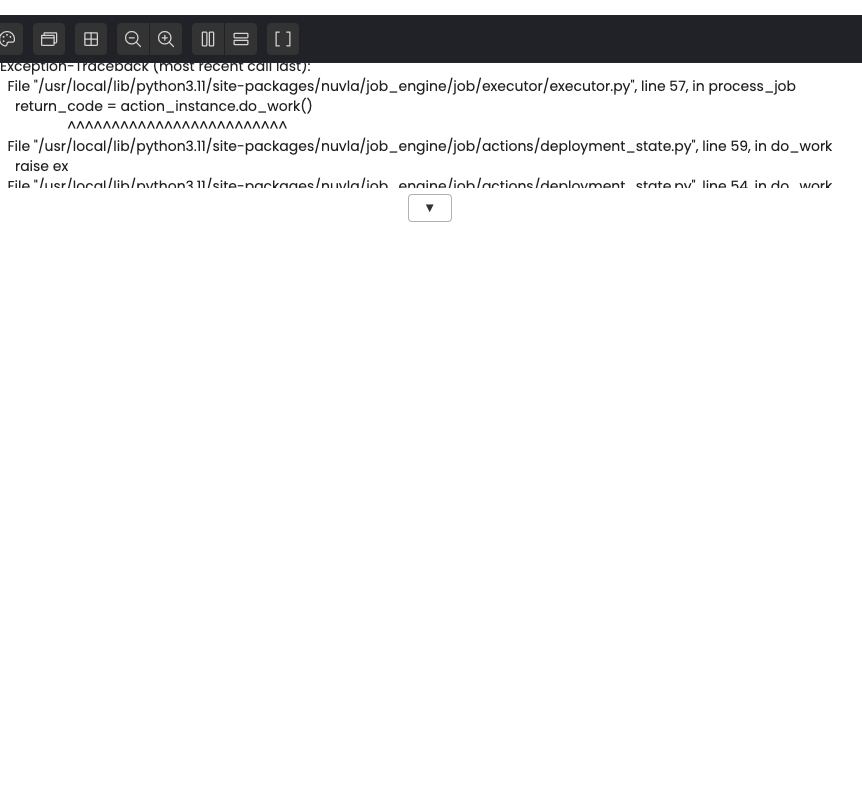 Exception-Traceback (most recent call last):
File "/usr/local/lib/python3.11/site-packages/nuvla/job_engine/job/executor/executor.py", line 57, in process_job
return_code = action_instance.do_work()
^^^^^^^^^^^^^^^^^^^^^^^^^
File "/usr/local/lib/python3.11/site-packages/nuvla/job_engine/job/actions/deployment_state.py", line 59, in do_work
raise ex
File "/usr/local/lib/python3.11/site-packages/nuvla/job_engine/job/actions/deployment_state.py", line 54, in do_work